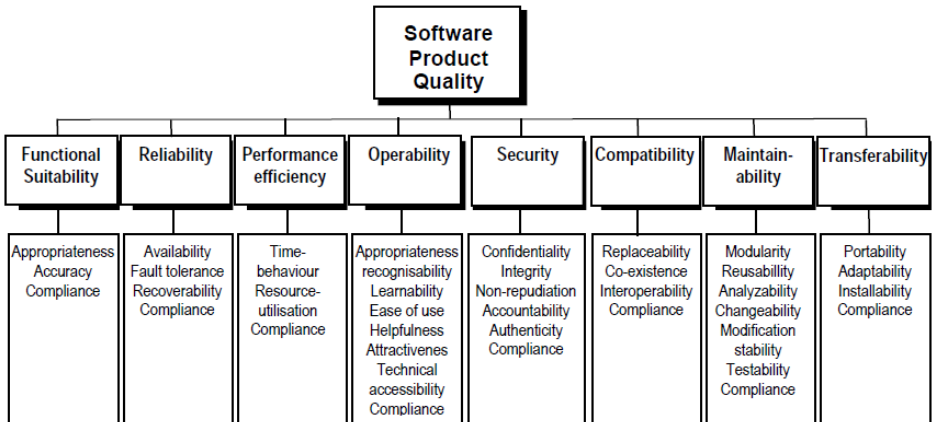 Software
Product
Quality
Functional
Suitability
Reliability
Performance
efficiency
Operability
Security
Compatibility
Maintain-
ability
Transferability
Appropriateness
Accuracy
Compliance
Availability
Fault tolerance
Recoverability
Compliance
Time-
behaviour
Resource-
utilisation
Compliance
Appropriateness
recognisability
Learnability
Ease of use
Helpfulness
Attractivenes
Technical
accessibility
Compliance
Confidentiality
Integrity
Non-repudiation
Accountability
Authenticity
Compliance
Replaceability
Co-existence
Interoperability
Compliance
Modularity
Reusabillity
Analyzability
Changeability
Modification
stability
Testability
Compliance
Portability
Adaptability
Installability
Compliance